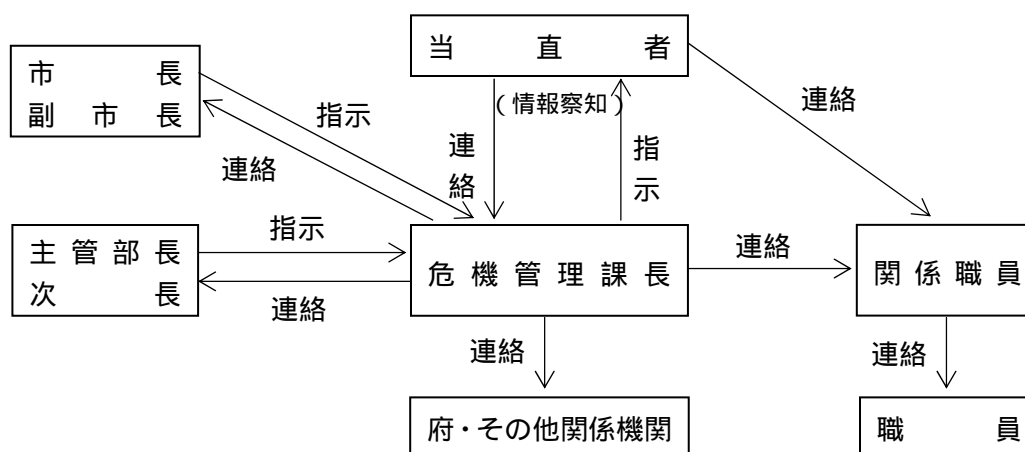 当直者
市長
副市長
(情報察知)
指示
連絡
連絡
連絡
指示
主管部長
次長
指示
連絡
危機管理課長
連絡
関係職員
連絡
連絡
府・その他関係機関
職員